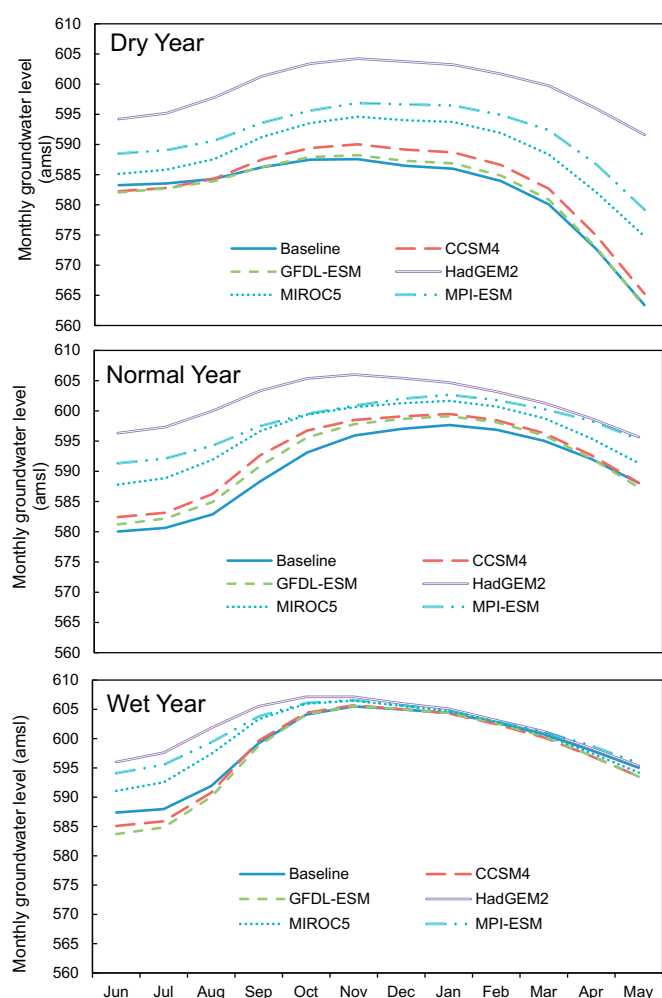 Dry Year
Monthly groundwater level
(amsl)
610
605
600
595
590
585
580
575
570
565
560
Baseline
CCSM4
GFDL-ESM
HadGEM2
MIROC5
MPI-ESM
Normal Year
Monthly groundwater level
(amsl)
610
605
600
595
590
585
580
575
570
565
560
Baseline
CCSM4
GFDL-ESM
HadGEM2
MIROC5
MPI-ESM
Wet Year
Monthly groundwater level (amsl)
610
605
600
595
590
585
580
575
570
565
560
Baseline
CCSM4
GFDL-ESM
HadGEM2
MIROC5
MPI-ESM
Jun Jul Aug Sep Oct Nov Dec Jan Feb Mar Apr May